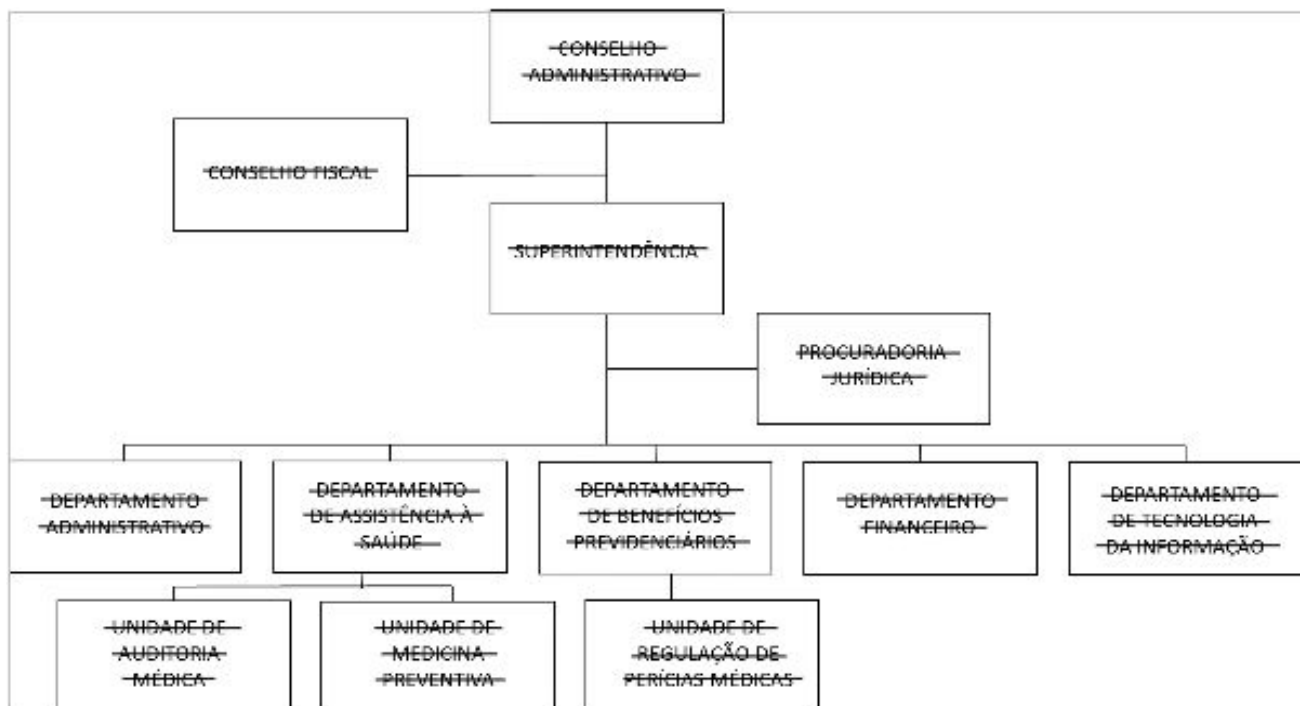 CONSELHO
ADMINISTRATIVO
CONSELHO FISCAL
SUPERINTENDÊNCIA
PROCURADORIA
JURÍDICA
DEPARTAMENTO
ADMINISTRATIVO
DEPARTAMENTO
DE ASSISTÊNCIA À
SAÚDE
DEPARTAMENTO
DE BENEFÍCIOS
PREVIDENCIÁRIOS
DEPARTAMENTO
FINANCEIRO
DEPARTAMENTO
DE TECNOLOGIA
DA INFORMAÇÃO
UNIDADE DE
AUDITORIA
MÉDICA
UNIDADE DE
MEDICINA
PREVENTIVA
UNIDADE DE
REGULAÇÃO DE
PERÍCIAS MÉDICAS